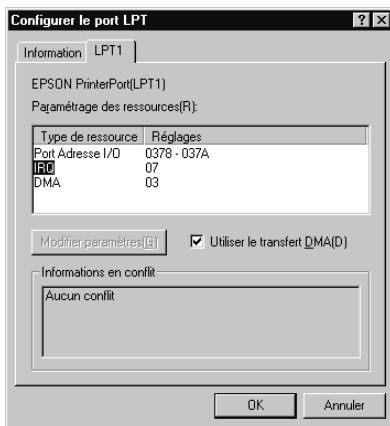 Configurer le port LPT
Information LPT1
EPSON PrinterPort(LPT1)
Paramétrage des ressources(R):
Type de ressource Réglages
Port Adresse I/O 0378 - 037A
IRQ 07
DMA 03
Modifier paramètres(G) Utiliser le transfert DMA(D)
Informations en conflit
Aucun conflit
OK Annuler